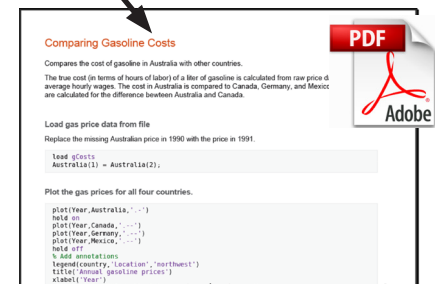 PDF
Adobe
Comparing Gasoline Costs
Compares the cost of gasoline in Australia with other countries.
The true cost (in terms of hours of labor) of a liter of gasoline is calculated from raw price d
average hourly wages. The cost in Australia is compared to Canada, Germany, and Mexic
are calculated for the difference bewteen Australia and Canada.
Load gas price data from file
Replace the missing Australian price in 1990 with the price in 1991.
load gCosts
Australia(1) = Australia(2);
Plot the gas prices for all four countries.
plot(Year,Australia,'.-')
hold on
plot(Year,Canada,'.--')
plot(Year,Germany,'.--')
plot(Year,Mexico,'.--')
hold off
% Add annotations
legend(country,'Location','northwest')
title('Annual gasoline prices')
xlabel('Year')